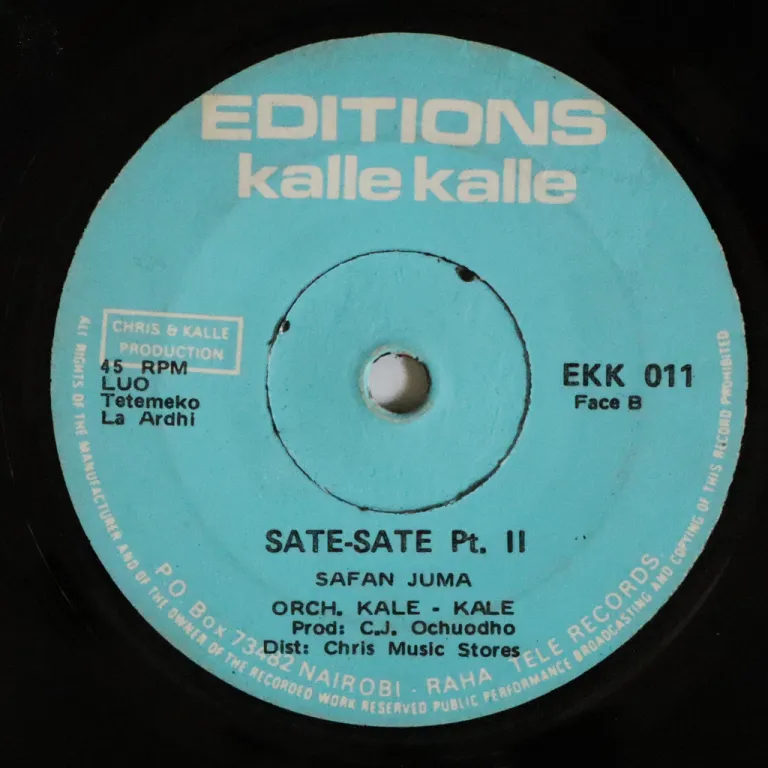 EDITIONS
kalle kalle
CHRIS & KALLE
PRODUCTION
45 RPM
LUO
Tetemeko
La Ardhi
EKK 011
Face B
SATE-SATE Pt. II
SAFAN JUMA
ORCH. KALE - KALE
Prod: C.J. Ochuodho
Dist: Chris Music Stores
P.O Box 73482 NAIROBI - RAHA TELE RECORDS
ALL RIGHTS OF THE MANUFACTURER AND OF THE OWNER OF THE RECORDED WORK RESERVED PUBLIC PERFORMANCE BROADCASTING AND COPYING OF THIS RECORD PROHIBITED